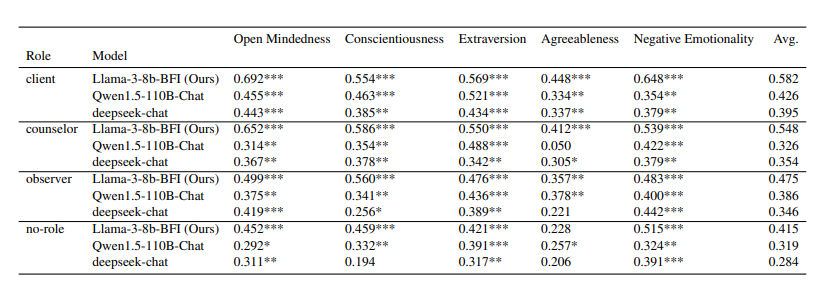 Open Mindedness Conscientiousness Extraversion Agreeableness Negative Emotionality Avg.
Role Model
client Llama-3-8b-BFI (Ours) 0.692*** 0.554*** 0.569*** 0.448*** 0.648*** 0.582
Qwen1.5-110B-Chat 0.455*** 0.463*** 0.521*** 0.334** 0.354** 0.426
deepseek-chat 0.443*** 0.385** 0.434*** 0.337** 0.379** 0.395
counselor Llama-3-8b-BFI (Ours) 0.652*** 0.586*** 0.550*** 0.412*** 0.539*** 0.548
Qwen1.5-110B-Chat 0.314** 0.354** 0.488*** 0.050 0.422*** 0.326
deepseek-chat 0.367** 0.378** 0.342** 0.305* 0.379** 0.354
observer Llama-3-8b-BFI (Ours) 0.499*** 0.560*** 0.476*** 0.357** 0.483*** 0.475
Qwen1.5-110B-Chat 0.375** 0.341** 0.436*** 0.378** 0.400*** 0.386
deepseek-chat 0.419*** 0.256* 0.389** 0.221 0.442*** 0.346
no-role Llama-3-8b-BFI (Ours) 0.452*** 0.459*** 0.421*** 0.228 0.515*** 0.415
Qwen1.5-110B-Chat 0.292* 0.332** 0.391*** 0.257* 0.324** 0.319
deepseek-chat 0.311** 0.194 0.317** 0.206 0.391*** 0.284